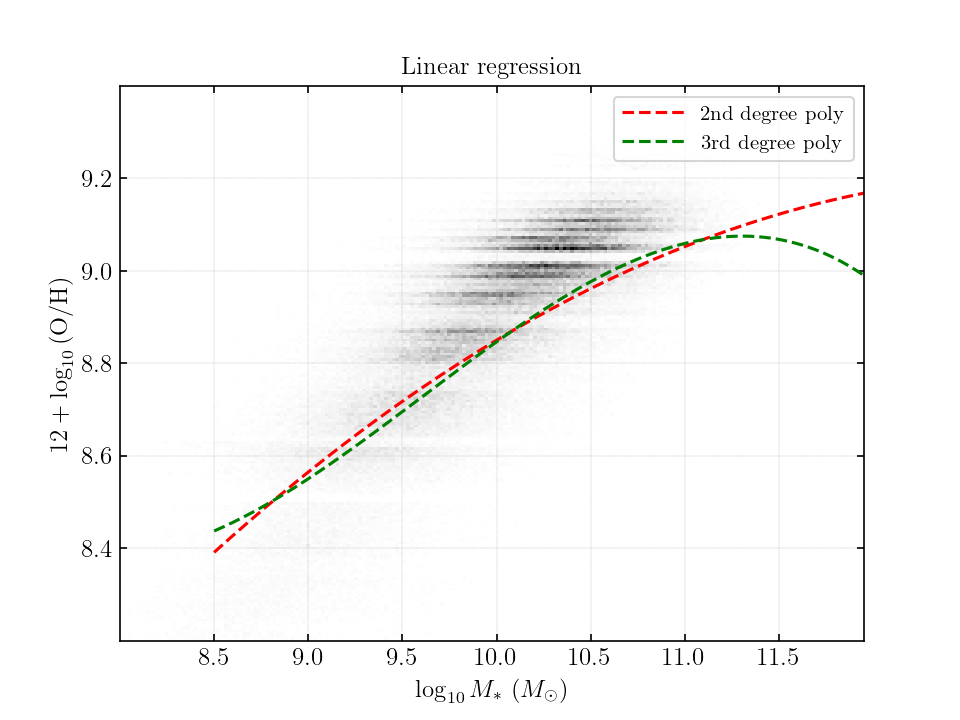 Linear regression
2nd degree poly
3rd degree poly
9.2
9.0
8.8
8.6
8.4
12 + log₁₀ (O/H)
8.5 9.0 9.5 10.0 10.5 11.0 11.5
log₁₀ M∗ (M⊙)